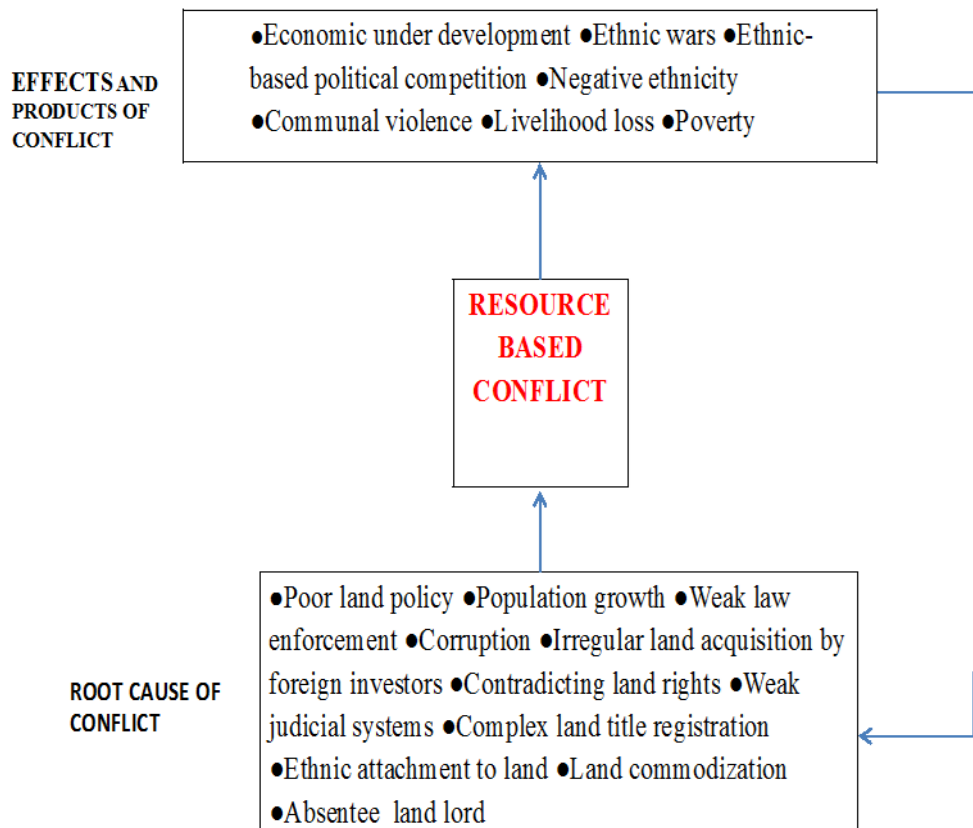 ●Economic under development ●Ethnic wars ●Ethnic-
based political competition ●Negative ethnicity
●Communal violence ●Livelihood loss ●Poverty
EFFECTS AND
PRODUCTS OF
CONFLICT
RESOURCE
BASED
CONFLICT
●Poor land policy ●Population growth ●Weak law
enforcement ●Corruption ●Irregular land acquisition by
foreign investors ●Contradicting land rights ●Weak
judicial systems ●Complex land title registration
●Ethnic attachment to land ●Land commodization
●Absentee land lord
ROOT CAUSE OF
CONFLICT